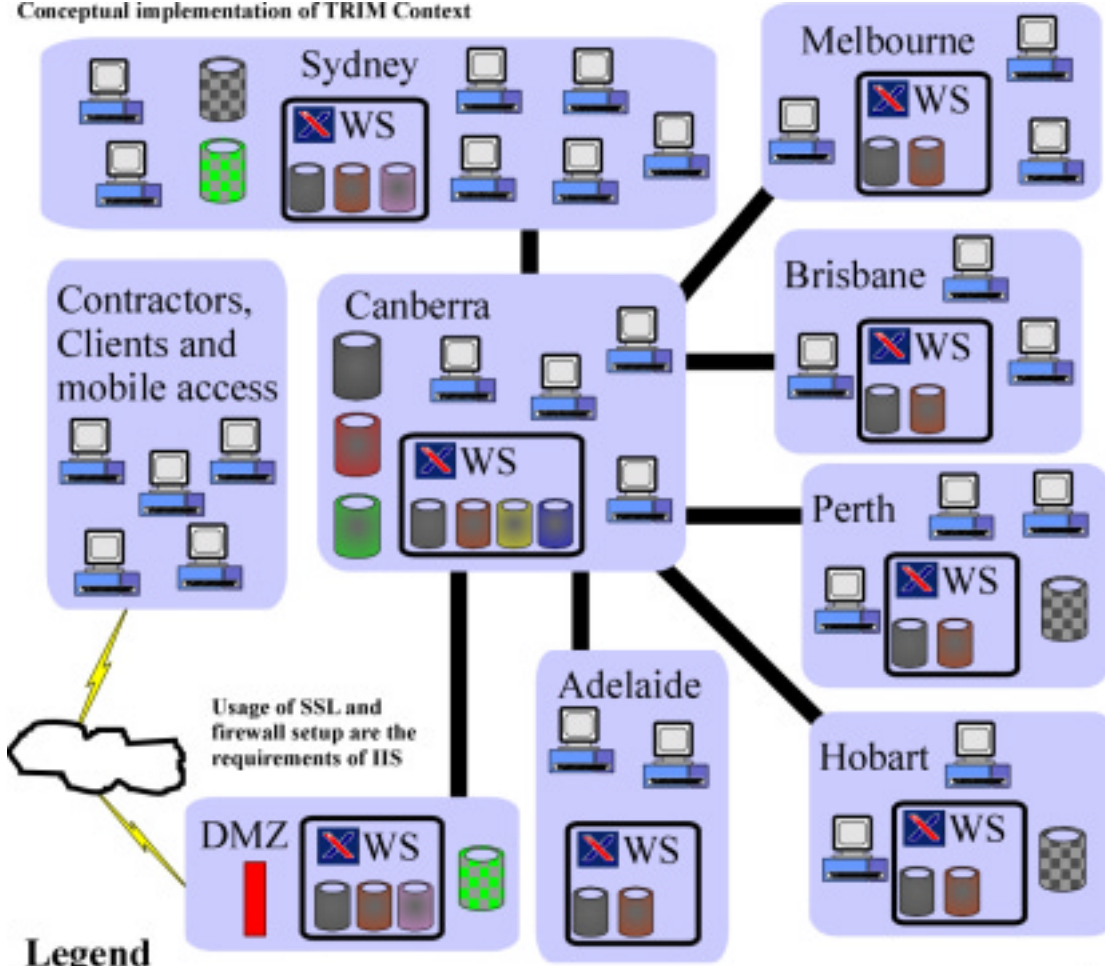 Conceptual implementation of TRIM Context
Sydney
WS
Melbourne
WS
Contractors,
Clients and
mobile access
Canberra
WS
Brisbane
WS
Perth
WS
Usage of SSL and
firewall setup are the
requirements of IIS
Adelaide
WS
Hobart
WS
DMZ
WS
Legend